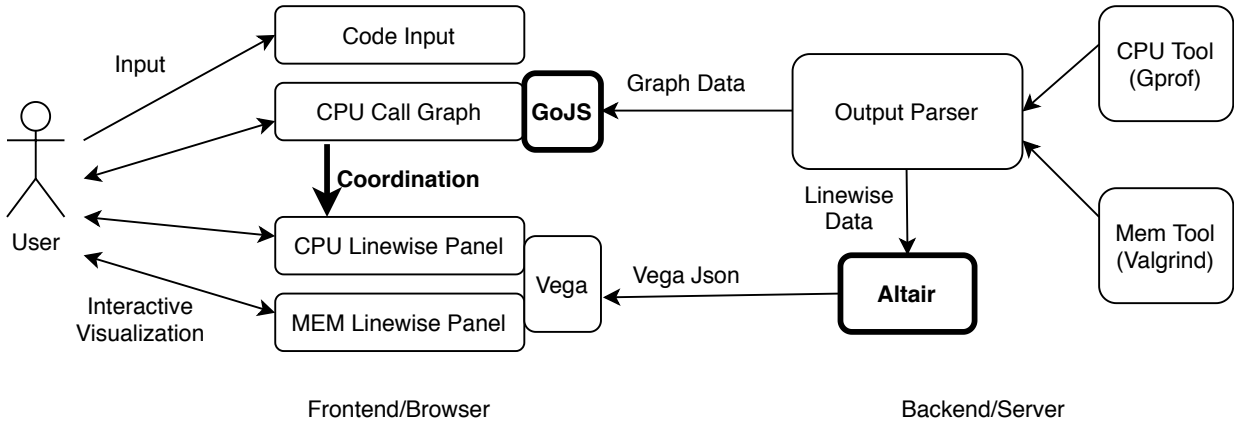 Code Input
Input
CPU Call Graph
GoJS
Graph Data
Output Parser
CPU Tool
(Gprof)
Coordination
User
CPU Linewise Panel
Linewise
Data
Mem Tool
(Valgrind)
Vega
Vega Json
Altair
MEM Linewise Panel
Interactive
Visualization
Frontend/Browser
Backend/Server